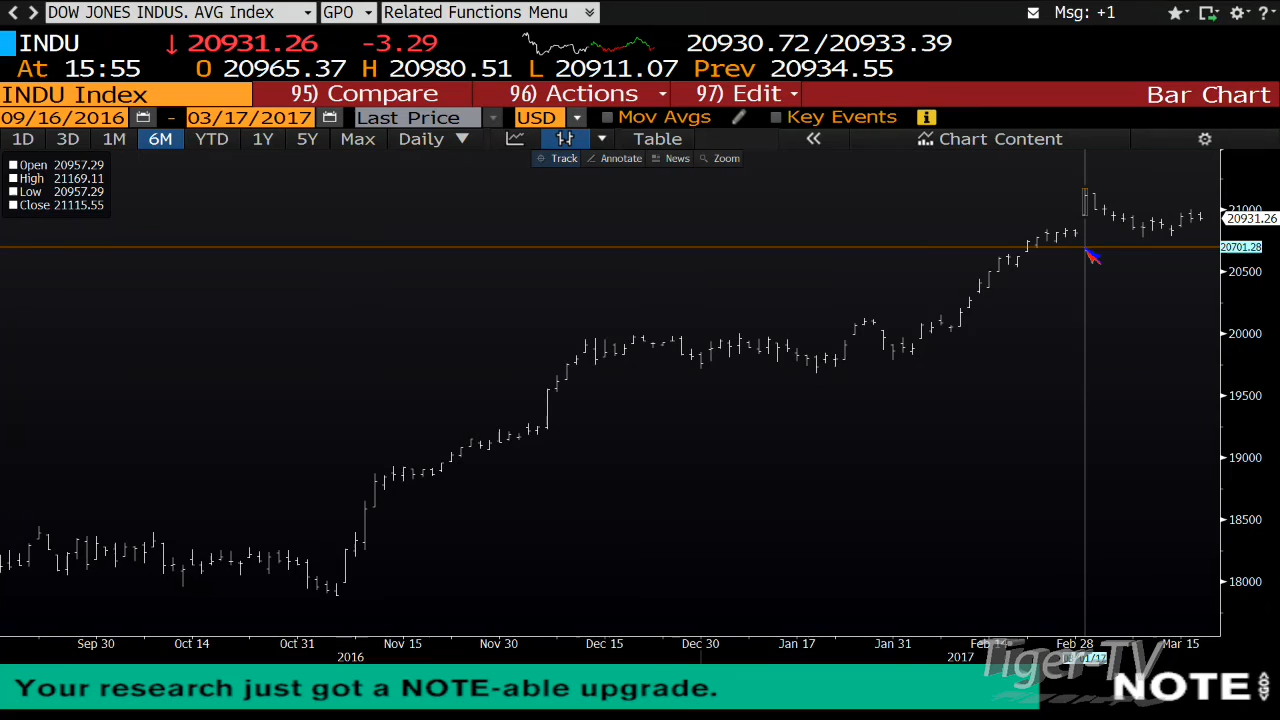 DOW JONES INDUS. AVG Index GPO Related Functions Menu Msg: +1 ?
INDU ↓ 20931.26 -3.29 20930.72/20933.39
At 15:55 O 20965.37 H 20980.51 L 20911.07 Prev 20934.55
INDU Index 95) Compare 96) Actions 97) Edit Bar Chart
09/16/2016 - 03/17/2017 Last Price USD Mov Avgs Key Events i
1D 3D 1M 6M YTD 1Y 5Y Max Daily ▼ Table « Chart Content
Track Annotate News Zoom
Open 20957.29
High 21169.11
Low 20957.29
Close 21115.55
21000
20931.26
20701.28
20500
20000
19500
19000
18500
18000
Sep 30 Oct 14 Oct 31 Nov 15 Nov 30 Dec 15 Dec 30 Jan 17 Jan 31 Feb 14 Feb 28 Mar 15
2016 2017
Tiger-TV
Your research just got a NOTE-able upgrade. NOTE